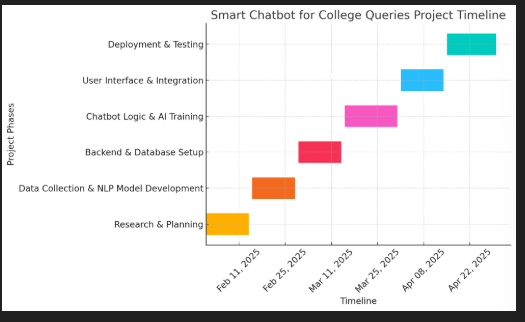 Smart Chatbot for College Queries Project Timeline
Project Phases
Deployment & Testing
User Interface & Integration
Chatbot Logic & AI Training
Backend & Database Setup
Data Collection & NLP Model Development
Research & Planning
Feb 11, 2025
Feb 25, 2025
Mar 11, 2025
Mar 25, 2025
Apr 08, 2025
Apr 22, 2025
Timeline